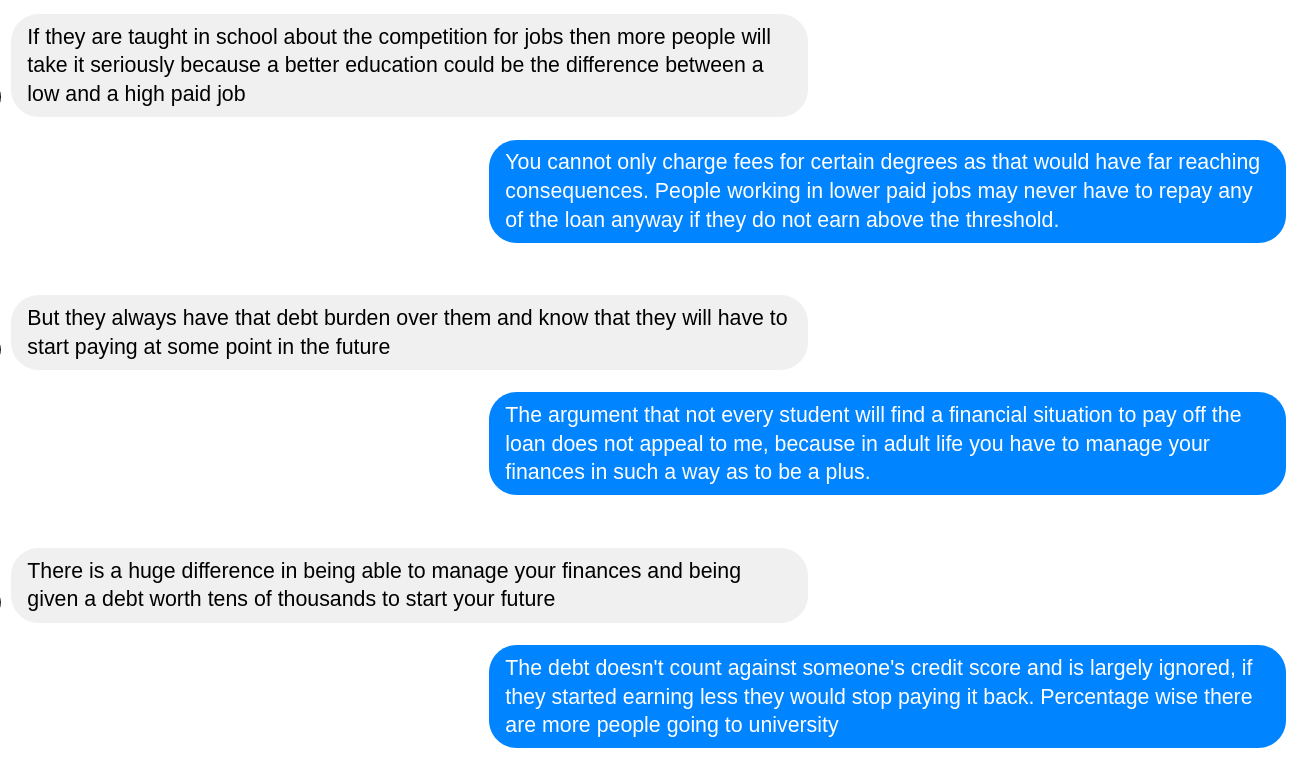 If they are taught in school about the competition for jobs then more people will
take it seriously because a better education could be the difference between a
low and a high paid job
You cannot only charge fees for certain degrees as that would have far reaching
consequences. People working in lower paid jobs may never have to repay any
of the loan anyway if they do not earn above the threshold.
But they always have that debt burden over them and know that they will have to
start paying at some point in the future
The argument that not every student will find a financial situation to pay off the
loan does not appeal to me, because in adult life you have to manage your
finances in such a way as to be a plus.
There is a huge difference in being able to manage your finances and being
given a debt worth tens of thousands to start your future
The debt doesn't count against someone's credit score and is largely ignored, if
they started earning less they would stop paying it back. Percentage wise there
are more people going to university